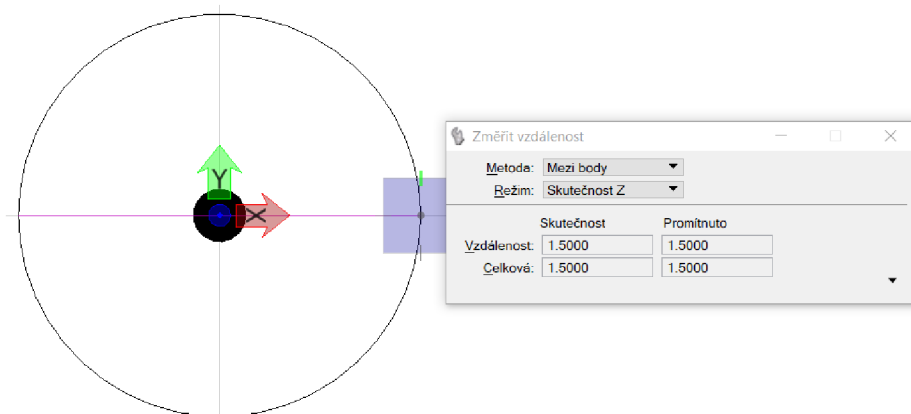 Y
X
Změřit vzdálenost
Metoda: Mezi body
Režim: Skutečnost Z
Skutečnost Promítnuto
Vzdálenost: 1.5000 1.5000
Celková: 1.5000 1.5000